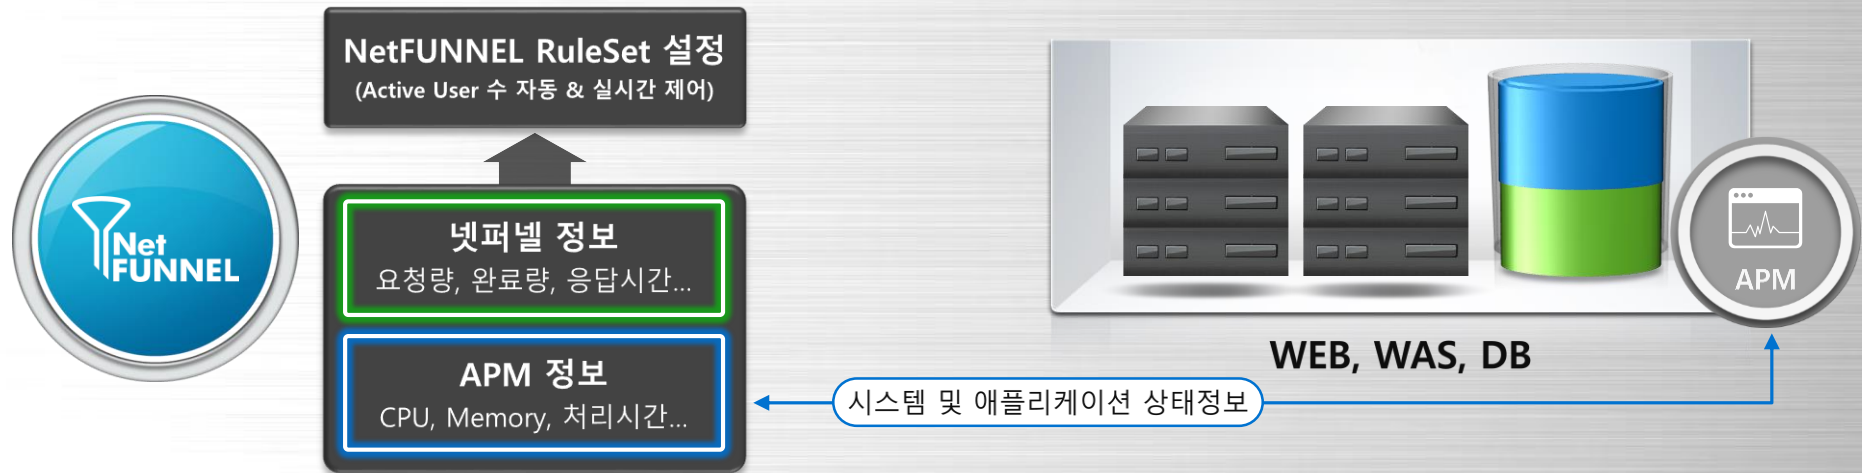 NetFUNNEL RuleSet 설정
(Active User 수 자동 & 실시간 제어)
Net
FUNNEL
넷퍼넬 정보
요청량, 완료량, 응답시간...
APM 정보
CPU, Memory, 처리시간...
시스템 및 애플리케이션 상태정보
APM
WEB, WAS, DB